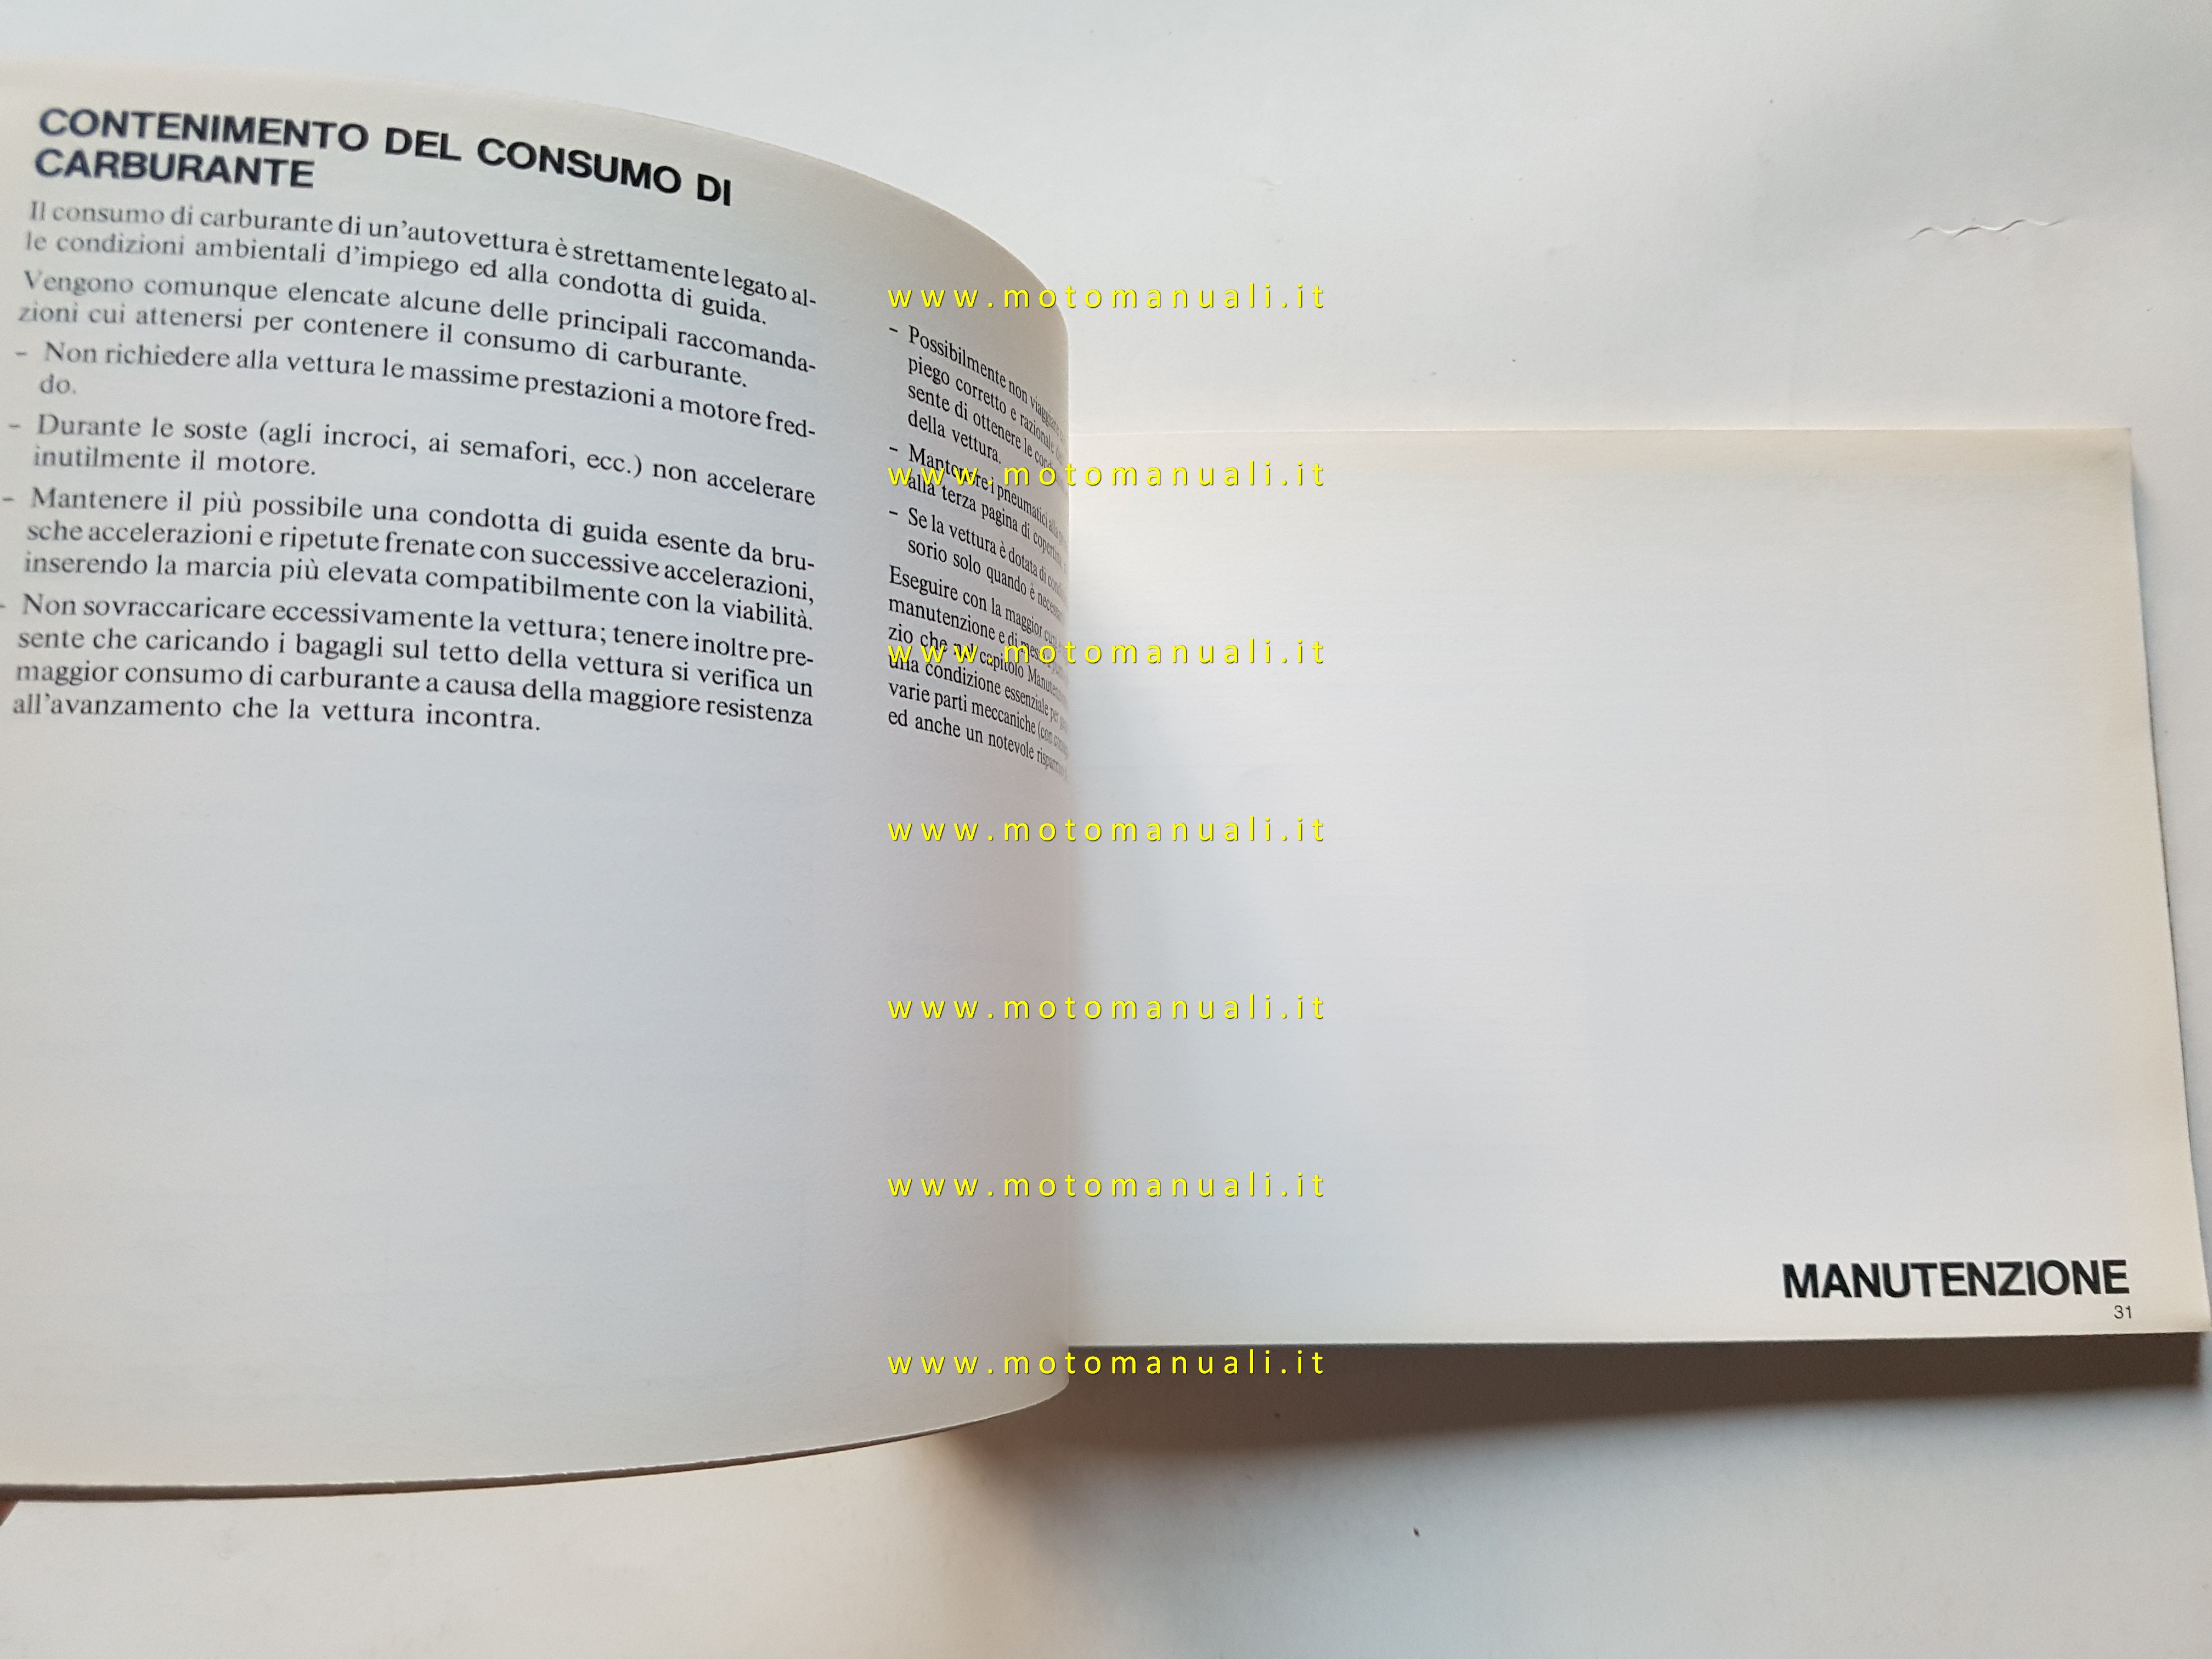 CONTENIMENTO DEL CONSUMO DI
CARBURANTE
Il consumo di carburante di un'autovettura è strettamente legato al-
le condizioni ambientali d'impiego ed alla condotta di guida.
Vengono comunque elencate alcune delle principali raccomanda-
zioni cui attenersi per contenere il consumo di carburante.
– Non richiedere alla vettura le massime prestazioni a motore fred-
do.
– Durante le soste (agli incroci, ai semafori, ecc.) non accelerare
inutilmente il motore.
– Mantenere il più possibile una condotta di guida esente da bru-
sche accelerazioni e ripetute frenate con successive accelerazioni,
inserendo la marcia più elevata compatibilmente con la viabilità.
– Non sovraccaricare eccessivamente la vettura; tenere inoltre pre-
sente che caricando i bagagli sul tetto della vettura si verifica un
maggior consumo di carburante a causa della maggiore resistenza
all'avanzamento che la vettura incontra.
– Possibilmente non
piego corretto e razionale
sente di ottenere le
della vettura.
– i pneumatici
alla terza pagina di
– Se la vettura è dotata di
sorio solo quando è
Eseguire con la maggior
manutenzione e di
zio che capitolo
una condizione essenziale
varie parti meccaniche (con
ed anche un notevole
www.motomanuali.it
www.motomanuali.it
www.motomanuali.it
www.motomanuali.it
www.motomanuali.it
www.motomanuali.it
www.motomanuali.it
MANUTENZIONE
31